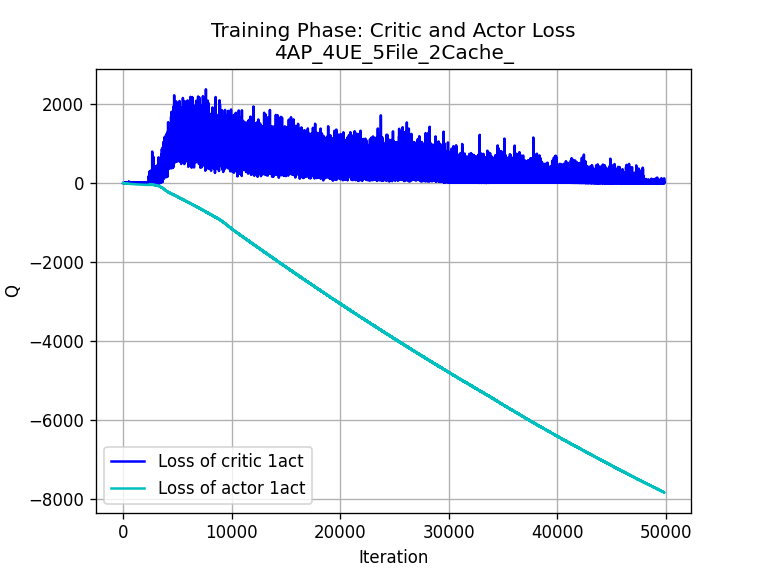 Training Phase: Critic and Actor Loss
4AP_4UE_5File_2Cache_
2000
0
−2000
−4000
−6000
−8000
Q
Loss of critic 1act
Loss of actor 1act
0
10000
20000
30000
40000
50000
Iteration